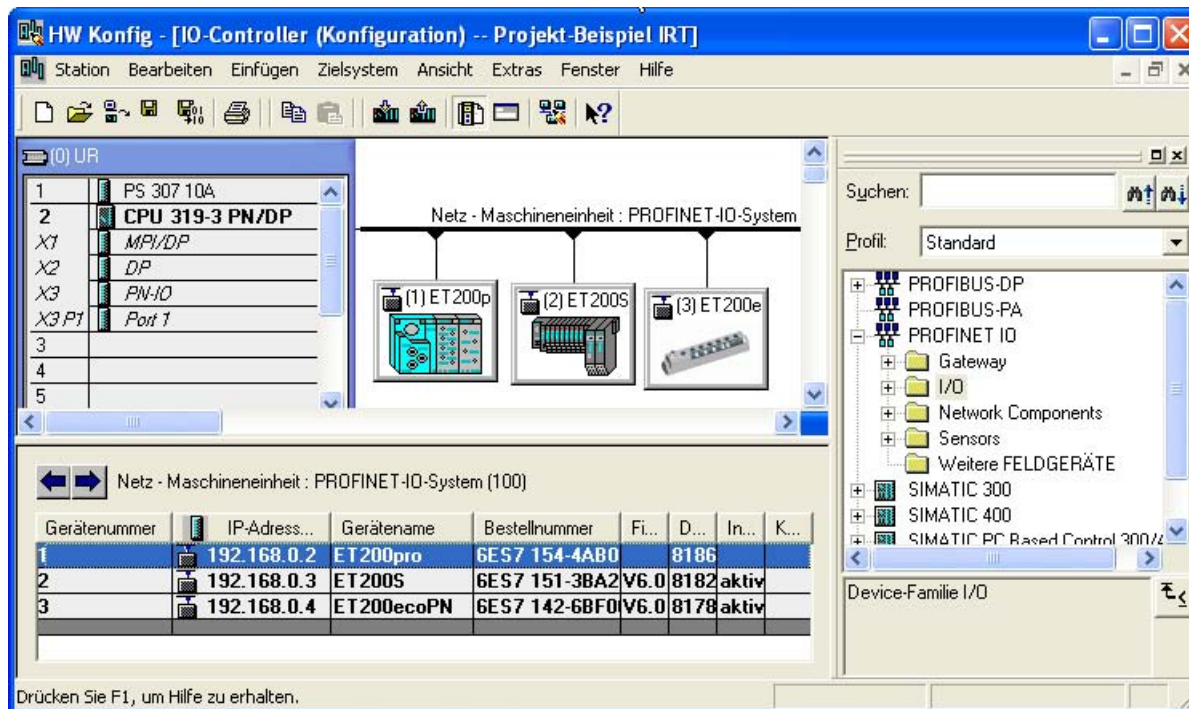 HW Konfig - [IO-Controller (Konfiguration) -- Projekt-Beispiel IRT]
Station Bearbeiten Einfügen Zielsystem Ansicht Extras Fenster Hilfe
(0) UR
1 PS 307 10A
2 CPU 319-3 PN/DP
X1 MPI/DP
X2 DP
X3 PN-IO
X3 P1 Port 1
3
4
5
Netz - Maschineneinheit : PROFINET-IO-System
(1) ET200p
(2) ET200S
(3) ET200e
Netz - Maschineneinheit : PROFINET-IO-System (100)
Gerätenummer IP-Adress... Gerätename Bestellnummer Fi... D... In... K...
1 192.168.0.2 ET200pro 6ES7 154-4AB0 8186
2 192.168.0.3 ET200S 6ES7 151-3BA2 V6.0 8182 aktiv
3 192.168.0.4 ET200ecoPN 6ES7 142-6BF0 V6.0 8178 aktiv
Suchen:
Profil: Standard
PROFIBUS-DP
PROFIBUS-PA
PROFINET IO
Gateway
I/O
Network Components
Sensors
Weitere FELDGERÄTE
SIMATIC 300
SIMATIC 400
SIMATIC PC Based Control 300/4
Device-Familie I/O
Drücken Sie F1, um Hilfe zu erhalten.